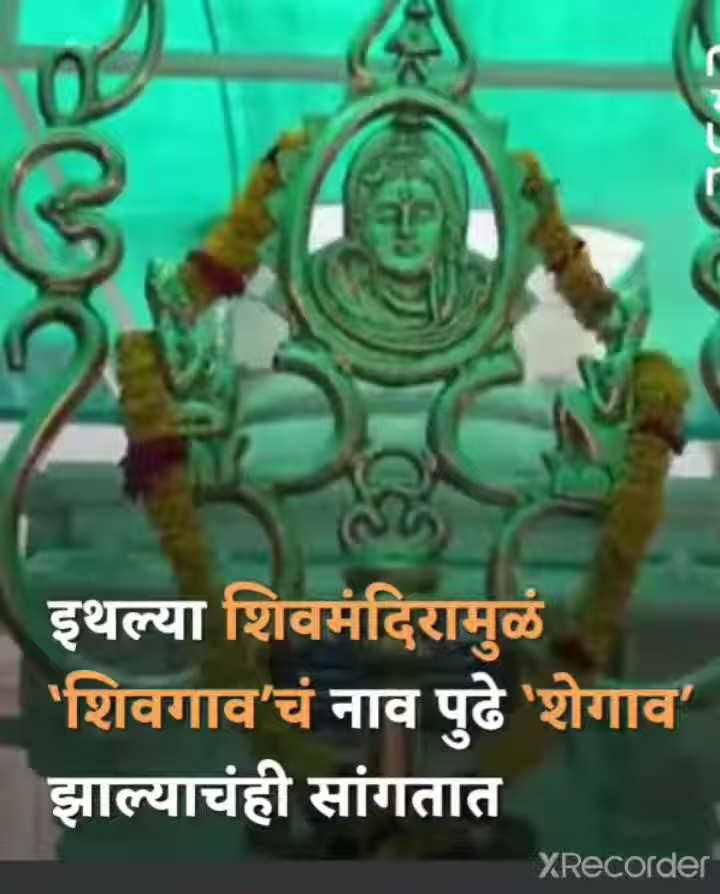 इथल्या शिवमंदिरामुळं
‘शिवगाव’चं नाव पुढे ‘शेगाव’
झाल्याचंही सांगतात
XRecorder